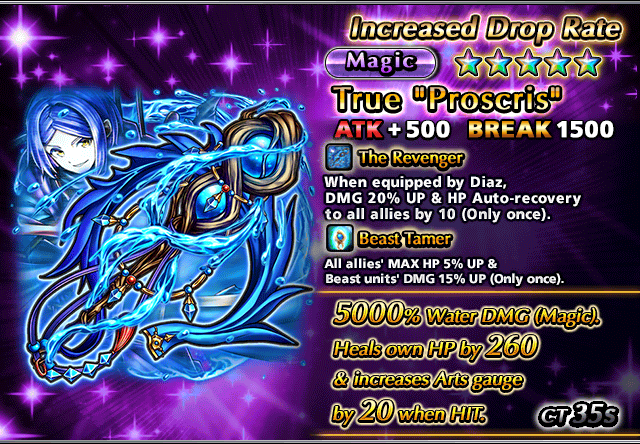 Increased Drop Rate
Magic
True "Proscris"
ATK +500 BREAK 1500
The Revenger
When equipped by Diaz,
DMG 20% UP & HP Auto-recovery
to all allies by 10 (Only once).
Beast Tamer
All allies' MAX HP 5% UP &
Beast units' DMG 15% UP (Only once).
5000% Water DMG (Magic).
Heals own HP by 260
& increases Arts gauge
by 20 when HIT.
CT 35s